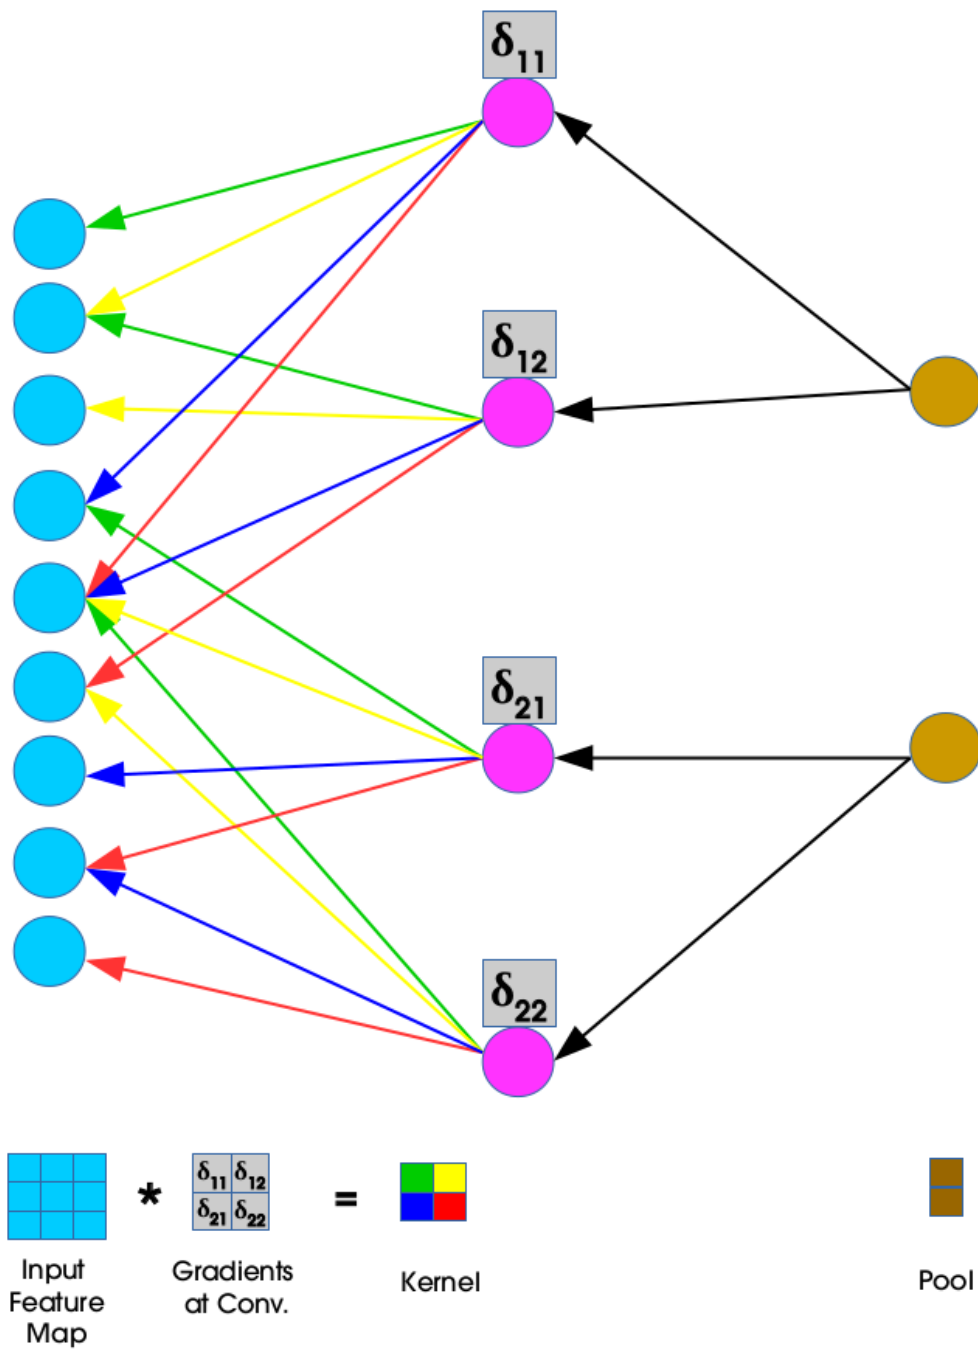 δ11
δ12
δ21
δ22
δ11 δ12
* =
δ21 δ22
Input
Feature
Map
Gradients
at Conv.
Kernel
Pool